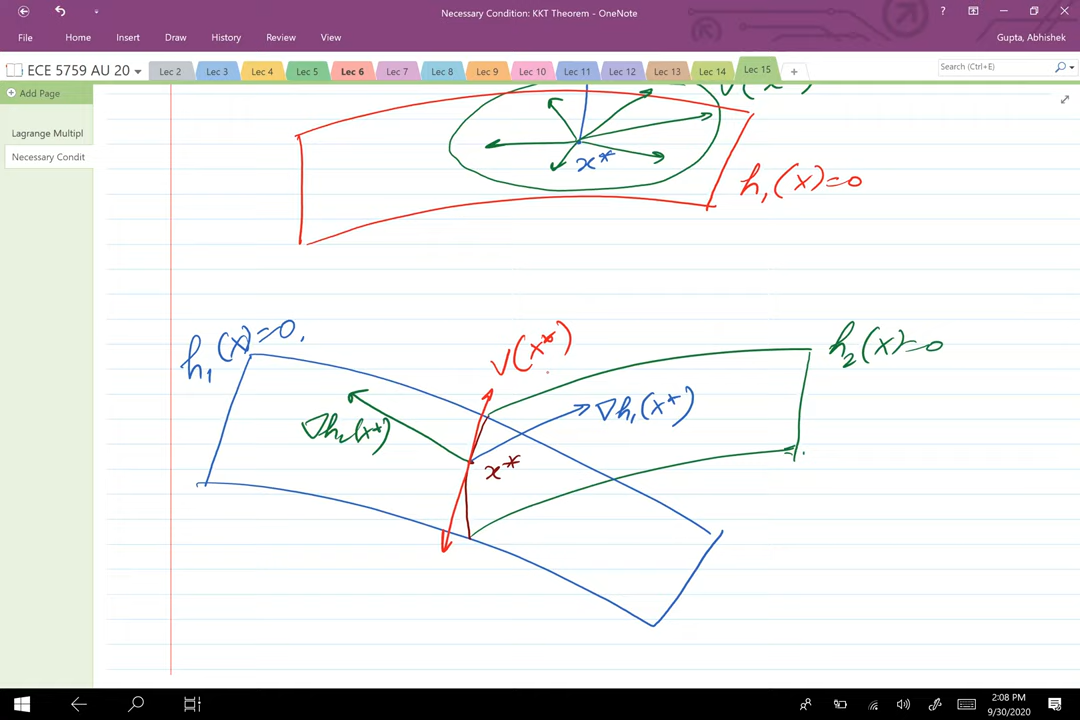 Necessary Condition: KKT Theorem - OneNote
?
File
Home
Insert
Draw
History
Review
View
Gupta, Abhishek
ECE 5759 AU 20
Lec 2
Lec 3
Lec 4
Lec 5
Lec 6
Lec 7
Lec 8
Lec 9
Lec 10
Lec 11
Lec 12
Lec 13
Lec 14
Lec 15
Search (Ctrl+E)
Add Page
Lagrange Multipl
Necessary Condit
x*
h₁(x)=0
h₁(x)=0.
V(x*)
h₂(x)=0
∇h₂(x*)
∇h₁(x*)
x*
2:08 PM
9/30/2020